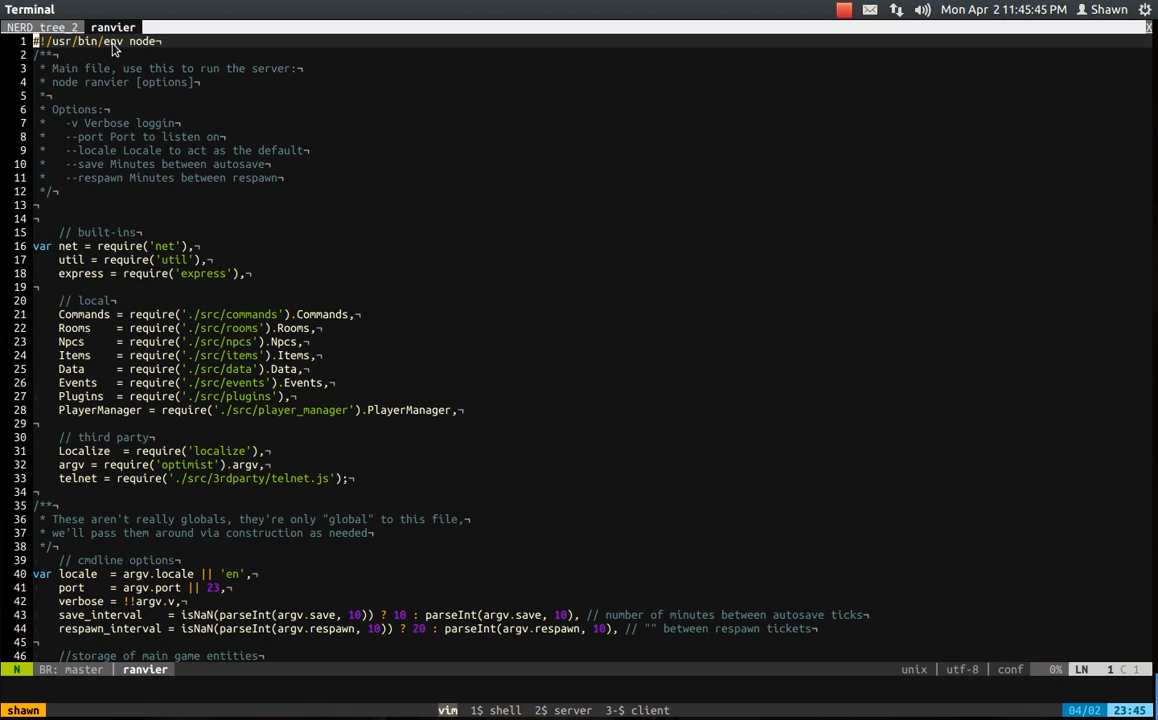 Terminal Mon Apr 2 11:45:45 PM Shawn
NERD_tree_2 ranvier X
1 #!/usr/bin/env node¬
2 /**¬
3 * Main file, use this to run the server:¬
4 * node ranvier [options]¬
5 *¬
6 * Options:¬
7 * -v Verbose loggin¬
8 * --port Port to listen on¬
9 * --locale Locale to act as the default¬
10 * --save Minutes between autosave¬
11 * --respawn Minutes between respawn¬
12 */¬
13 ¬
14 ¬
15 // built-ins¬
16 var net = require('net'),¬
17 util = require('util'),¬
18 express = require('express'),¬
19 ¬
20 // local¬
21 Commands = require('./src/commands').Commands,¬
22 Rooms = require('./src/rooms').Rooms,¬
23 Npcs = require('./src/npcs').Npcs,¬
24 Items = require('./src/items').Items,¬
25 Data = require('./src/data').Data,¬
26 Events = require('./src/events').Events,¬
27 Plugins = require('./src/plugins'),¬
28 PlayerManager = require('./src/player_manager').PlayerManager,¬
29 ¬
30 // third party¬
31 Localize = require('localize'),¬
32 argv = require('optimist').argv,¬
33 telnet = require('./src/3rdparty/telnet.js');¬
34 ¬
35 /**¬
36 * These aren't really globals, they're only "global" to this file,¬
37 * we'll pass them around via construction as needed¬
38 */¬
39 // cmdline options¬
40 var locale = argv.locale || 'en',¬
41 port = argv.port || 23,¬
42 verbose = !!argv.v,¬
43 save_interval = isNaN(parseInt(argv.save, 10)) ? 10 : parseInt(argv.save, 10), // number of minutes between autosave ticks¬
44 respawn_interval = isNaN(parseInt(argv.respawn, 10)) ? 20 : parseInt(argv.respawn, 10), // "" between respawn tickets¬
45 ¬
46 //storage of main game entities¬
N BR: master | ranvier unix | utf-8 | conf 0% LN 1 C 1
shawn vim 1$ shell 2$ server 3-$ client 04/02 23:45